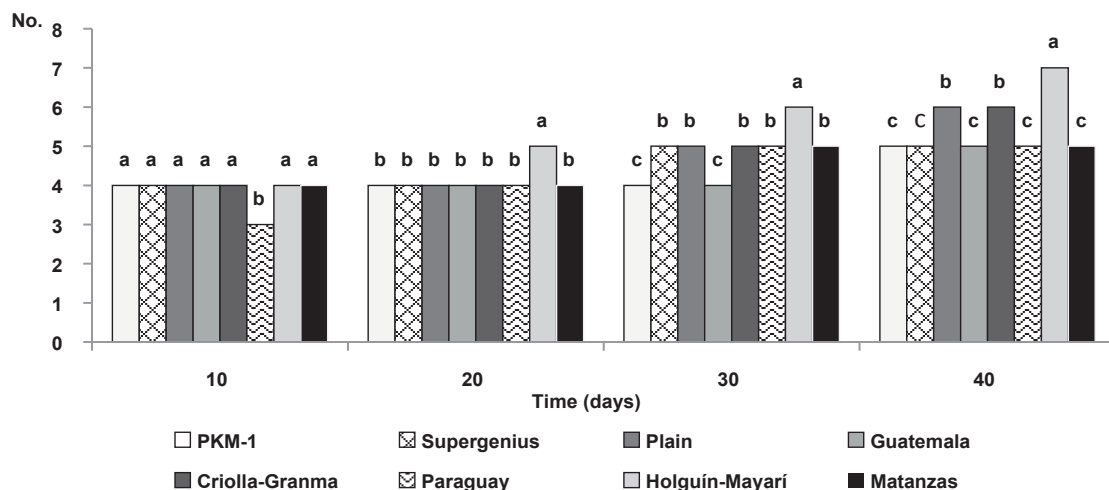 No.
8
a
7
a
b
b
6
a
b
b
b
b
b
c
C
c
c
c
5
a
a
a
a
a
a
a
b
b
b
b
b
b
b
c
c
4
b
3
2
1
0
10
20
30
40
Time (days)
PKM-1
Supergenius
Plain
Guatemala
Criolla-Granma
Paraguay
Holguín-Mayarí
Matanzas